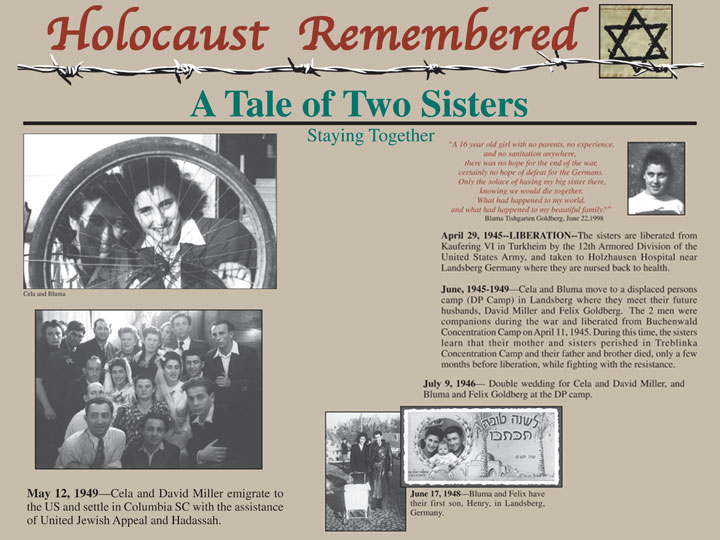 Holocaust Remembered
A Tale of Two Sisters
Staying Together
"A 16 year old girl with no parents, no experience,
and no sanitation anywhere,
there was no hope for the end of the war,
certainly no hope of defeat for the Germans.
Only the solace of having my big sister there,
knowing we would die together.
What had happened to my world,
and what had happened to my beautiful family?"
Bluma Tishgarten Goldberg, June 22,1998
Cela and Bluma
April 29, 1945--LIBERATION--The sisters are liberated from
Kaufering VI in Turkheim by the 12th Armored Division of the
United States Army, and taken to Holzhausen Hospital near
Landsberg Germany where they are nursed back to health.
June, 1945-1949—Cela and Bluma move to a displaced persons
camp (DP Camp) in Landsberg where they meet their future
husbands, David Miller and Felix Goldberg. The 2 men were
companions during the war and liberated from Buchenwald
Concentration Camp on April 11, 1945. During this time, the sisters
learn that their mother and sisters perished in Treblinka
Concentration Camp and their father and brother died, only a few
months before liberation, while fighting with the resistance.
July 9, 1946— Double wedding for Cela and David Miller, and
Bluma and Felix Goldberg at the DP camp.
לשנה טובה
תכתבו
June 17, 1948—Bluma and Felix have
their first son, Henry, in Landsberg,
Germany.
May 12, 1949—Cela and David Miller emigrate to
the US and settle in Columbia SC with the assistance
of United Jewish Appeal and Hadassah.